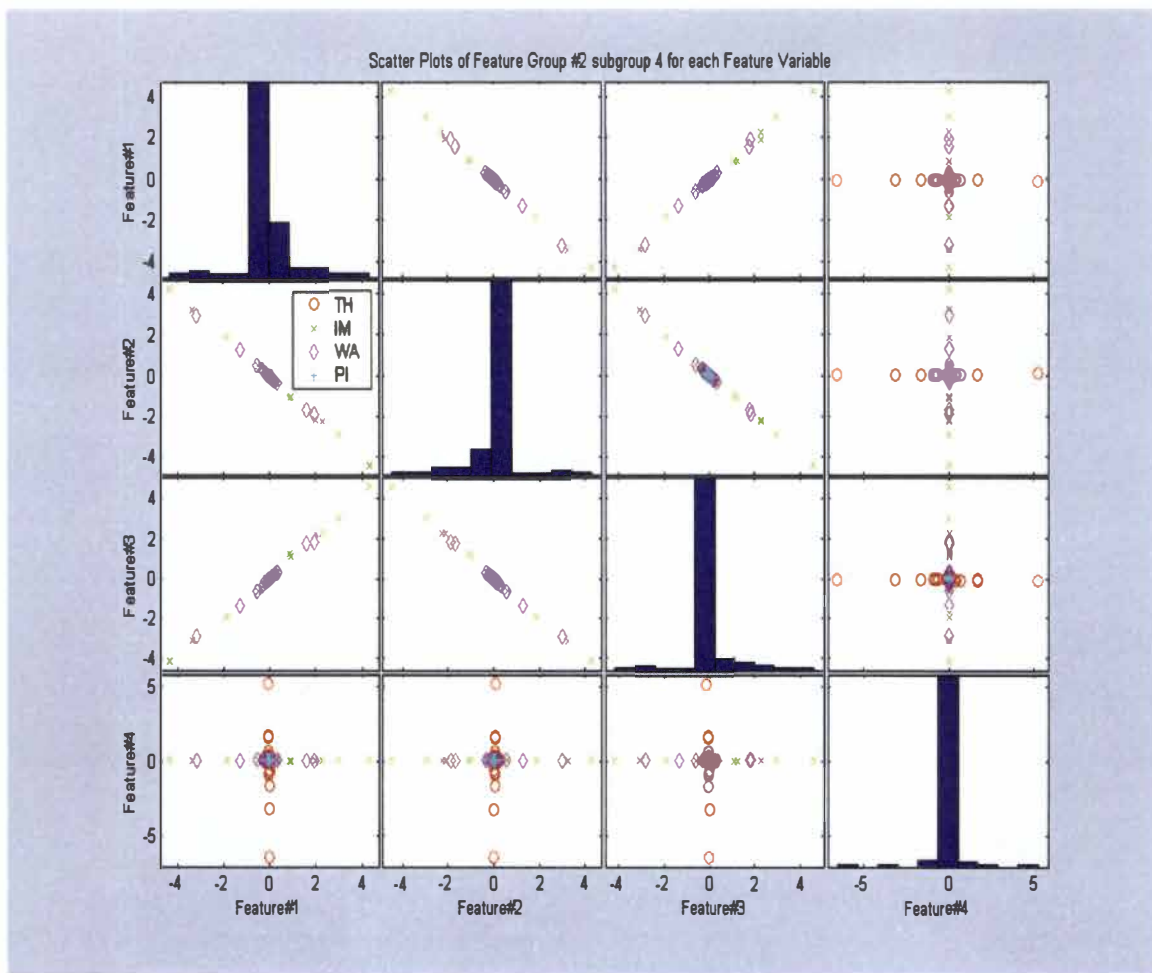 Scatter Plots of Feature Group #2 subgroup 4 for each Feature Variable
Feature#1
4
2
0
-2
-4
Feature#2
4
2
0
-2
-4
TH
IM
WA
PI
Feature#3
4
2
0
-2
-4
Feature#4
5
0
-5
-4 -2 0 2 4
-4 -2 0 2 4
-4 -2 0 2 4
-5 0 5
Feature#1 Feature#2 Feature#3 Feature#4